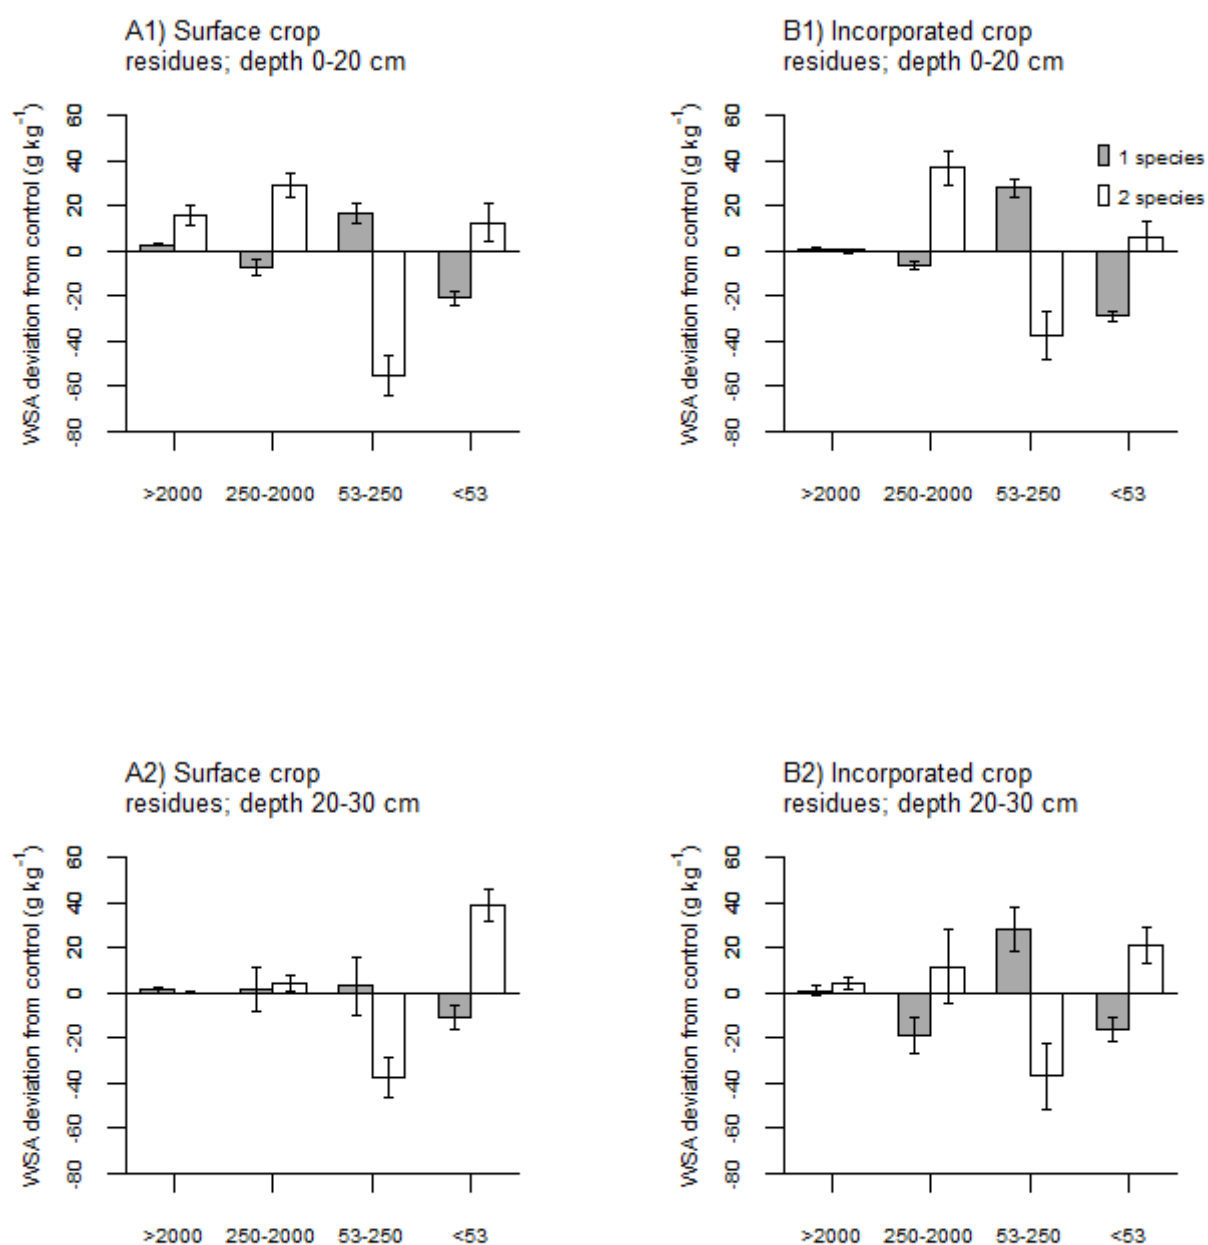 A1) Surface crop
residues; depth 0-20 cm
WSA deviation from control (g kg⁻¹)
60
40
20
0
-20
-40
-60
-80
>2000 250-2000 53-250 <53
B1) Incorporated crop
residues; depth 0-20 cm
WSA deviation from control (g kg⁻¹)
60
40
20
0
-20
-40
-60
-80
1 species
2 species
>2000 250-2000 53-250 <53
A2) Surface crop
residues; depth 20-30 cm
WSA deviation from control (g kg⁻¹)
60
40
20
0
-20
-40
-60
-80
>2000 250-2000 53-250 <53
B2) Incorporated crop
residues; depth 20-30 cm
WSA deviation from control (g kg⁻¹)
60
40
20
0
-20
-40
-60
-80
>2000 250-2000 53-250 <53